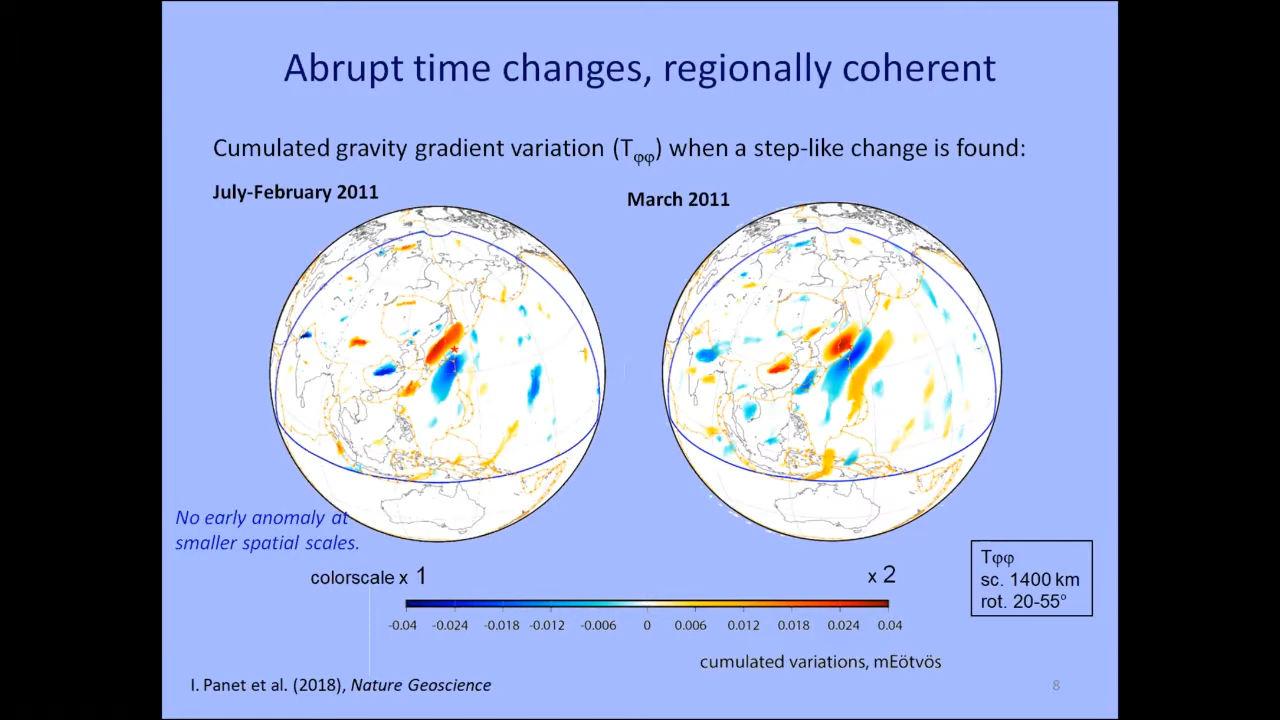 Abrupt time changes, regionally coherent
Cumulated gravity gradient variation (Tφφ) when a step-like change is found:
July-February 2011
March 2011
No early anomaly at
smaller spatial scales.
colorscale x 1
x 2
Tφφ
sc. 1400 km
rot. 20-55°
-0.04 -0.024 -0.018 -0.012 -0.006 0 0.006 0.012 0.018 0.024 0.04
cumulated variations, mEötvös
I. Panet et al. (2018), Nature Geoscience
8